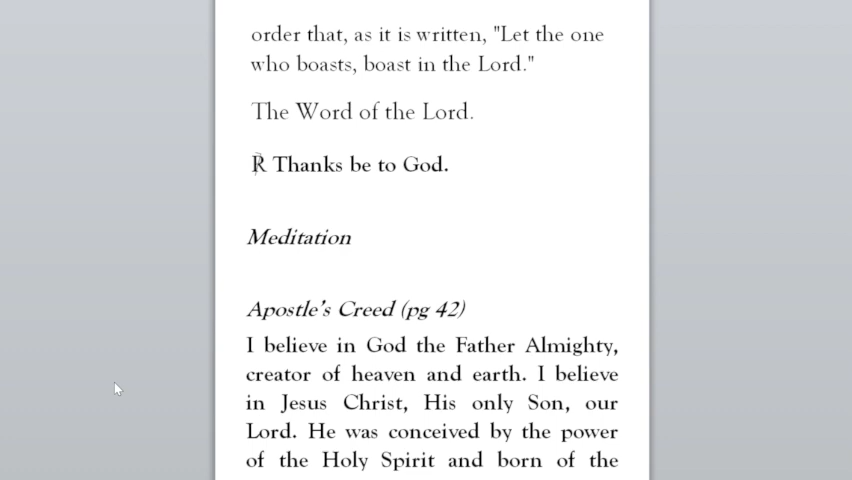 order that, as it is written, "Let the one
who boasts, boast in the Lord."
The Word of the Lord.
℟ Thanks be to God.
Meditation
Apostle's Creed (pg 42)
I believe in God the Father Almighty,
creator of heaven and earth. I believe
in Jesus Christ, His only Son, our
Lord. He was conceived by the power
of the Holy Spirit and born of the